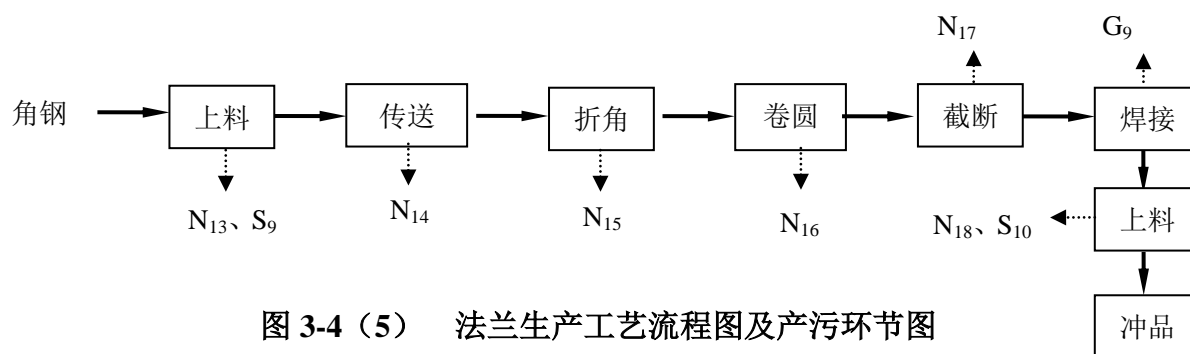 N₁₇ G₉
角钢 上料 传送 折角 卷圆 截断 焊接
N₁₃、S₉ N₁₄ N₁₅ N₁₆ N₁₈、S₁₀ 上料
图 3-4（5） 法兰生产工艺流程图及产污环节图 冲品